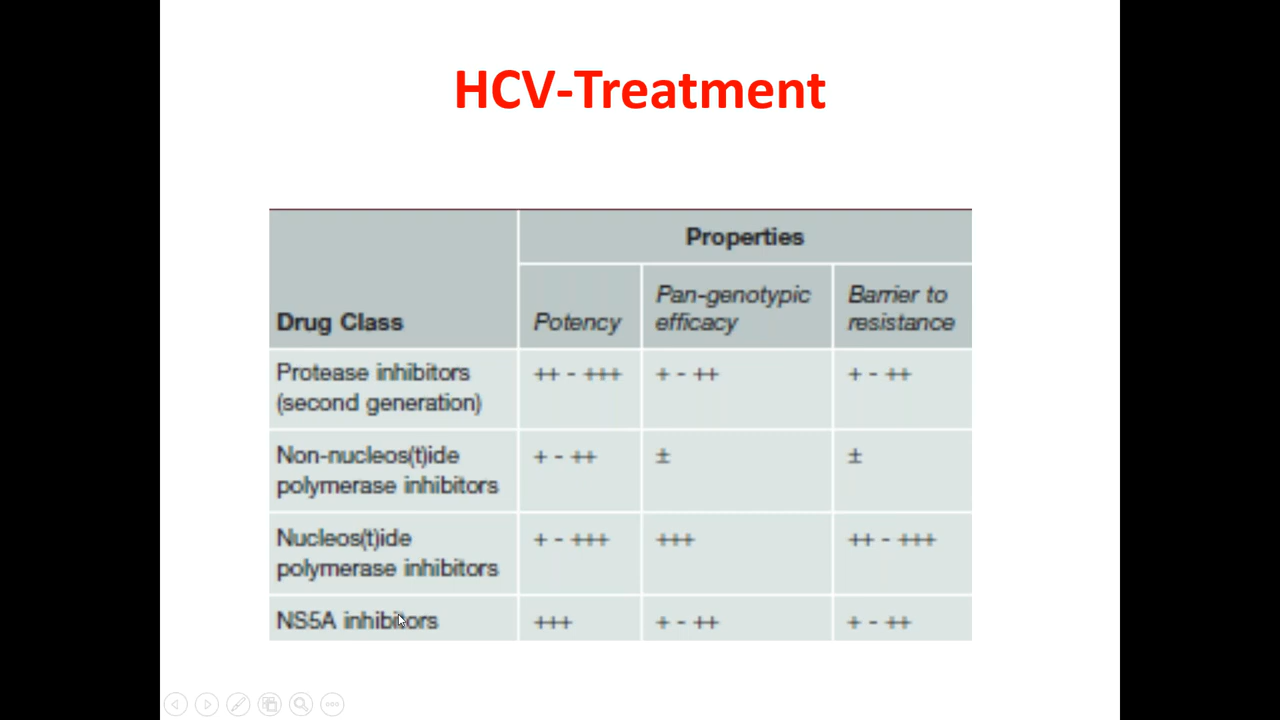 HCV-Treatment
Properties
Drug Class
Potency
Pan-genotypic
efficacy
Barrier to
resistance
Protease inhibitors
(second generation)
++ - +++
+ - ++
+ - ++
Non-nucleos(t)ide
polymerase inhibitors
+ - ++
±
±
Nucleos(t)ide
polymerase inhibitors
+ - +++
+++
++ - +++
NS5A inhibitors
+++
+ - ++
+ - ++